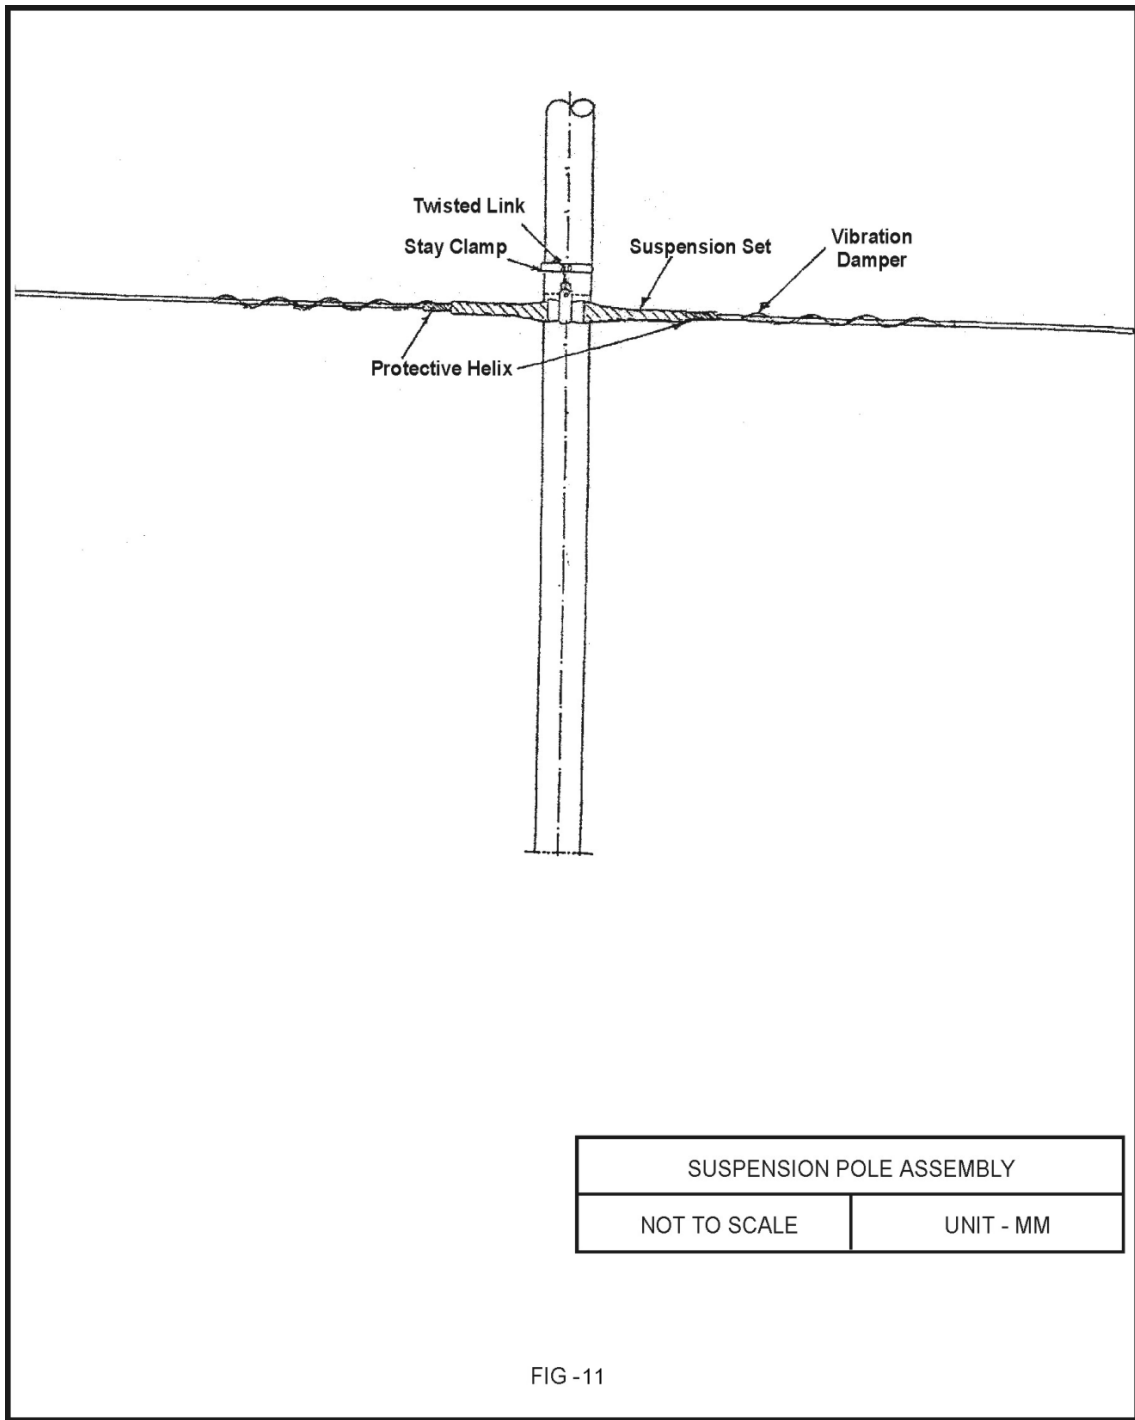 Twisted Link
Stay Clamp
Suspension Set
Vibration
Damper
Protective Helix
SUSPENSION POLE ASSEMBLY
NOT TO SCALE
UNIT - MM
FIG -11